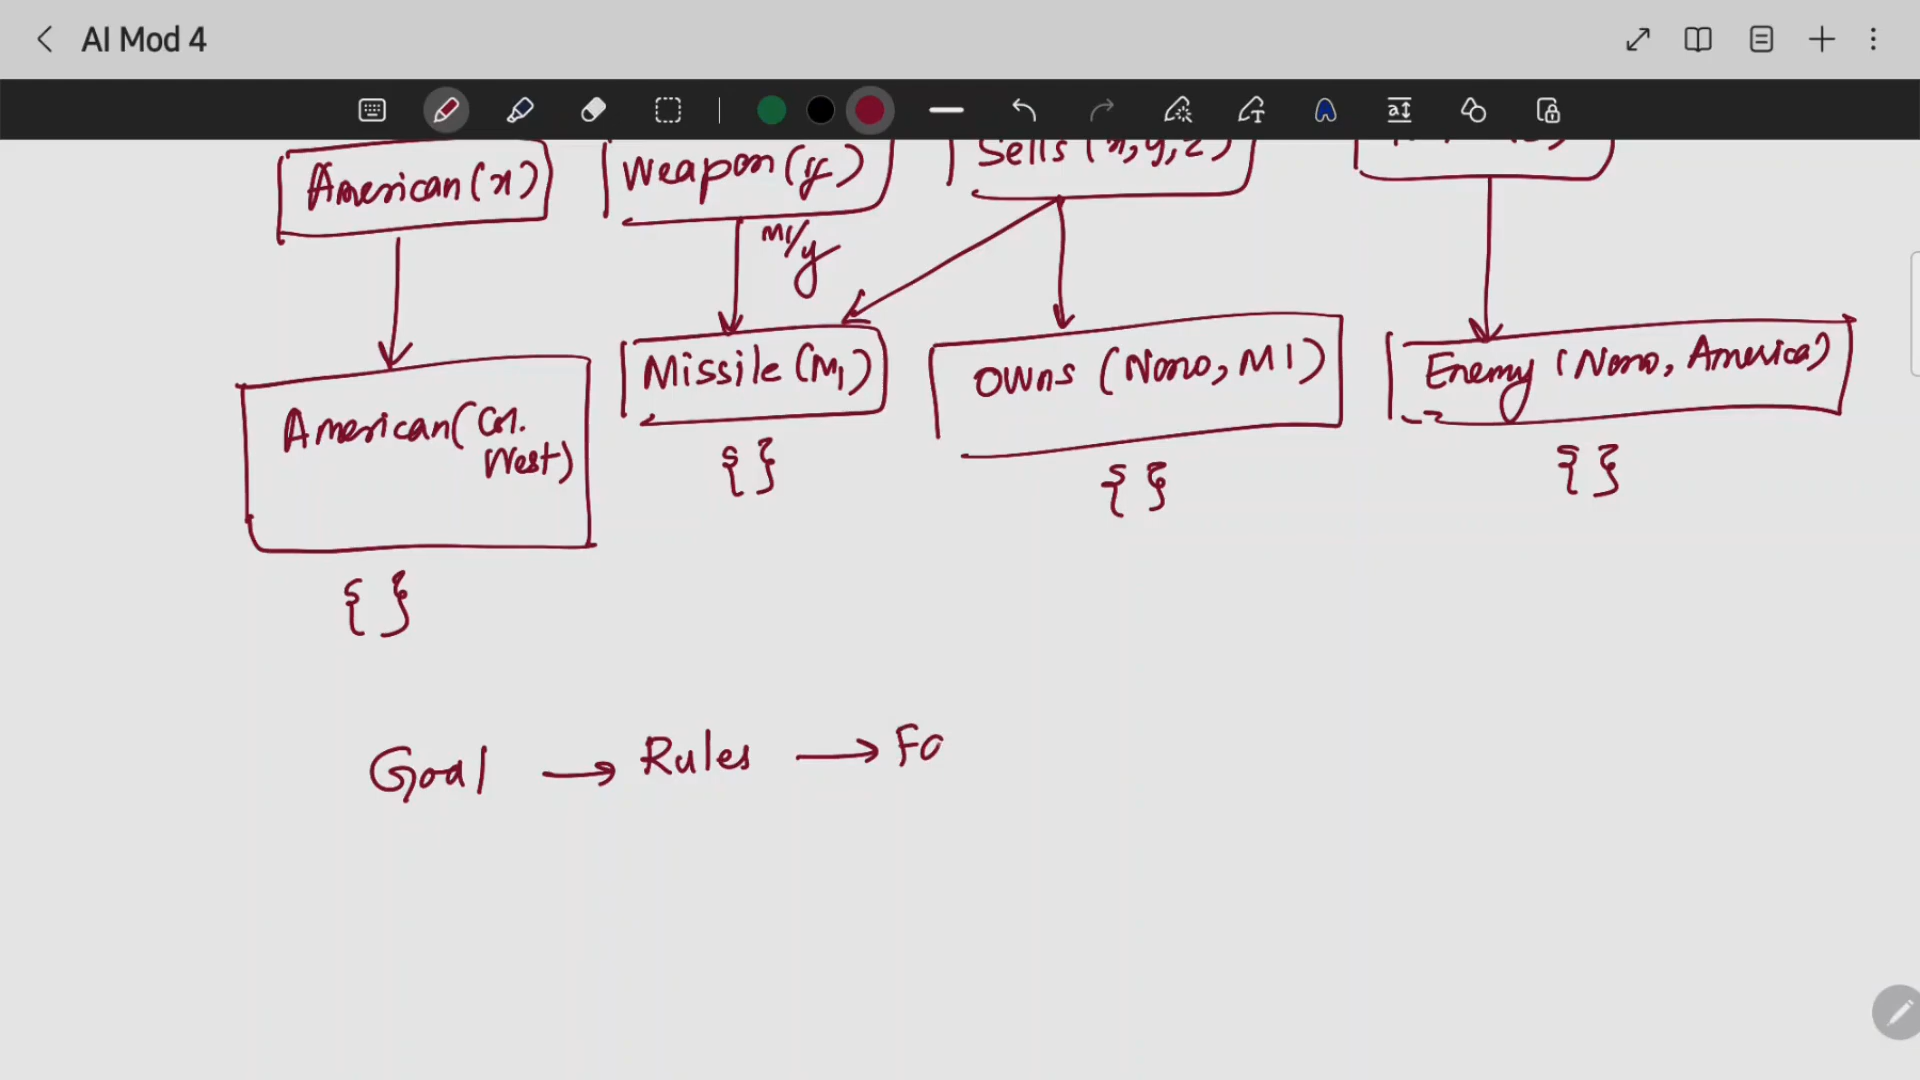 AI Mod 4
American(x)
Weapon(y)
Sells(x,y,z)
M1/y
Missile(M1)
Owns (Nono, M1)
Enemy (Nono, America)
American(Col.
West)
{}
{}
{}
{}
Goal → Rules → Fa